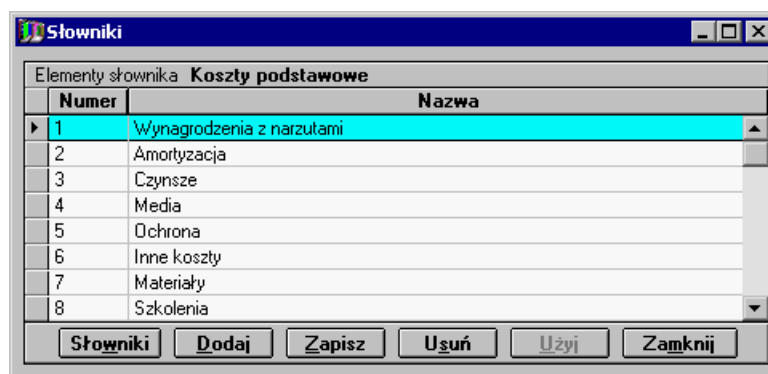 Słowniki
Elementy słownika Koszty podstawowe
Numer Nazwa
1 Wynagrodzenia z narzutami
2 Amortyzacja
3 Czynsze
4 Media
5 Ochrona
6 Inne koszty
7 Materiały
8 Szkolenia
Słowniki Dodaj Zapisz Usuń Użyj Zamknij